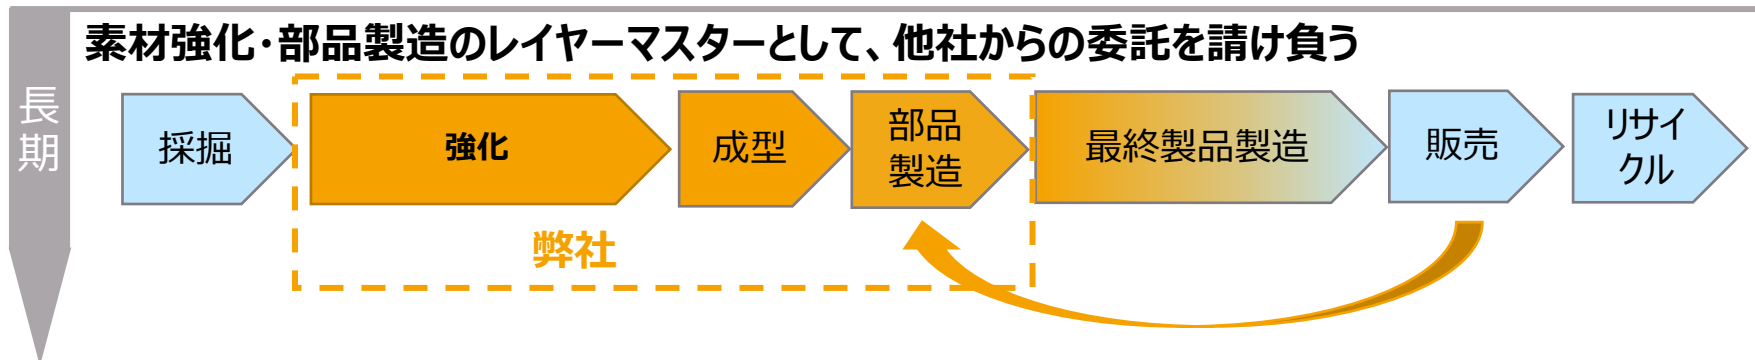 素材強化・部品製造のレイヤーマスターとして、他社からの委託を請け負う
長
期
採掘
強化
成型
部品
製造
最終製品製造
販売
リサイ
クル
弊社